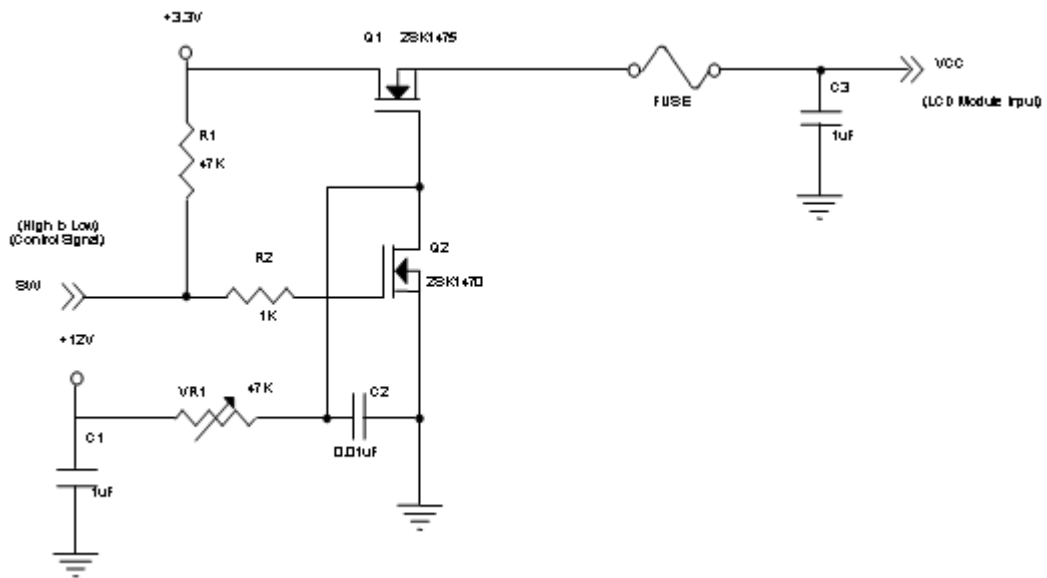 +3.3V
Q1 2SK1475
VCC
FUSE
C3
(LCD Module Input)
R1
1uF
47K
(High to Low)
(Control Signal)
Q2
R2
SW
2SK1470
1K
+12V
VR1
47K
C2
C1
0.01uF
1uF